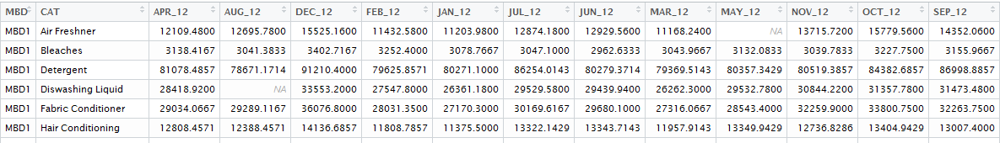 MBD CAT APR_12 AUG_12 DEC_12 FEB_12 JAN_12 JUL_12 JUN_12 MAR_12 MAY_12 NOV_12 OCT_12 SEP_12
MBD1 Air Freshner 12109.4800 12695.7800 15525.1600 11432.5800 11203.9800 12874.1800 12929.5600 11168.2400 NA 13715.7200 15779.5600 14352.0600
MBD1 Bleaches 3138.4167 3041.3833 3402.7167 3252.4000 3078.7667 3047.1000 2962.6333 3043.9667 3132.0833 3039.7833 3227.7500 3155.9667
MBD1 Detergent 81078.4857 78671.1714 91210.4000 79625.8571 80271.1000 86254.0143 80279.3714 79369.5143 80357.3429 80519.3857 84382.6857 86998.8857
MBD1 Diswashing Liquid 28418.9200 NA 33553.2000 27547.8000 26361.1800 29529.5800 29439.9400 26262.3000 29532.7800 30844.2200 31357.7800 31473.4800
MBD1 Fabric Conditioner 29034.0667 29289.1167 36076.8000 28031.3500 27170.3000 30169.6167 29680.1000 27316.0667 28543.4000 32259.9000 33800.7500 32263.7500
MBD1 Hair Conditioning 12808.4571 12388.4571 14136.6857 11808.7857 11375.5000 13322.1429 13343.7143 11957.9143 13349.9429 12736.8286 13404.9429 13007.4000